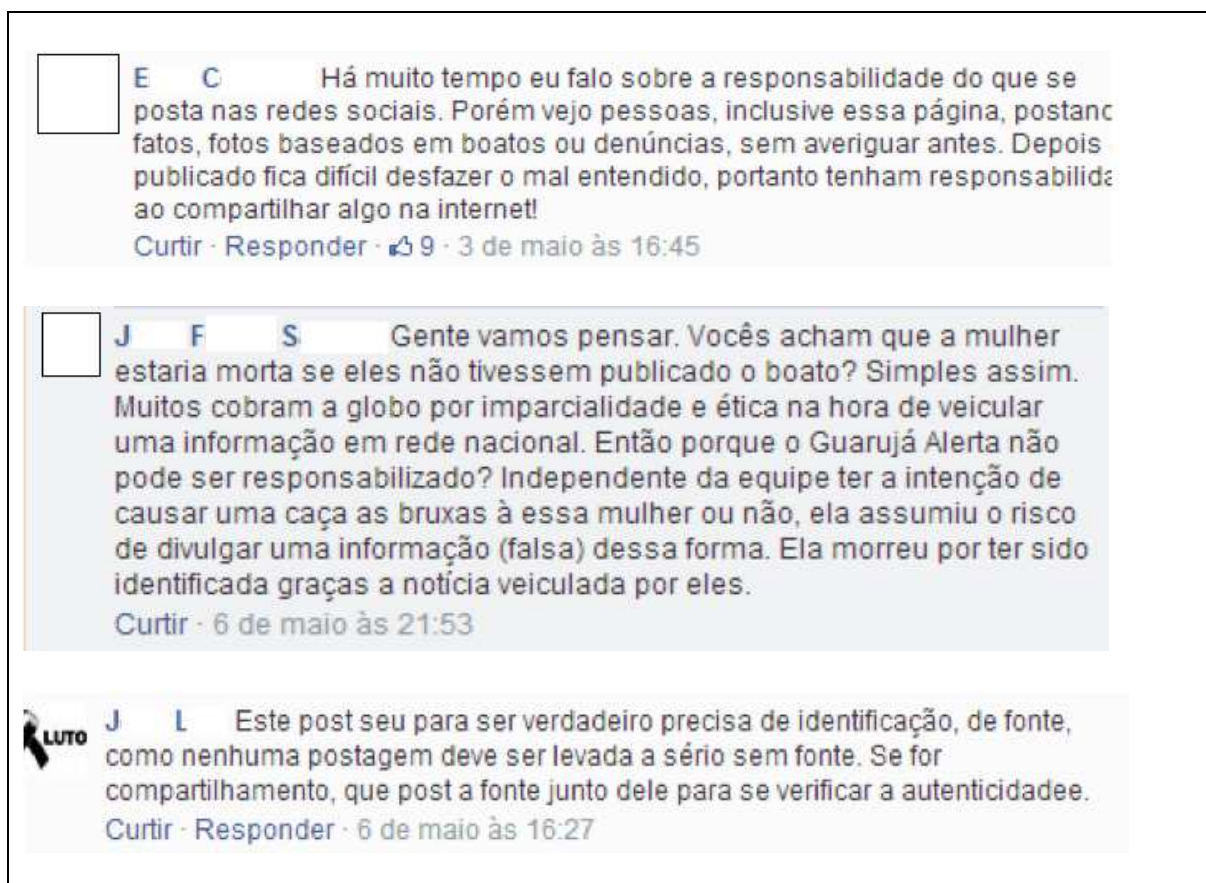 E C Há muito tempo eu falo sobre a responsabilidade do que se
posta nas redes sociais. Porém vejo pessoas, inclusive essa página,
fatos, fotos baseados em boatos ou denúncias, sem averiguar antes. Depois
publicado fica difícil desfazer o mal entendido, portanto tenham
ao compartilhar algo na internet!
Curtir · Responder · 9 · 3 de maio às 16:45
J F S Gente vamos pensar. Vocês acham que a mulher
estaria morta se eles não tivessem publicado o boato? Simples assim.
Muitos cobram a globo por imparcialidade e ética na hora de veicular
uma informação em rede nacional. Então porque o Guarujá Alerta não
pode ser responsabilizado? Independente da equipe ter a intenção de
causar uma caça as bruxas à essa mulher ou não, ela assumiu o risco
de divulgar uma informação (falsa) dessa forma. Ela morreu por ter sido
identificada graças a notícia veiculada por eles.
Curtir · 6 de maio às 21:53
LUTO J L Este post seu para ser verdadeiro precisa de identificação, de fonte,
como nenhuma postagem deve ser levada a sério sem fonte. Se for
compartilhamento, que post a fonte junto dele para se verificar a autenticidadee.
Curtir · Responder · 6 de maio às 16:27